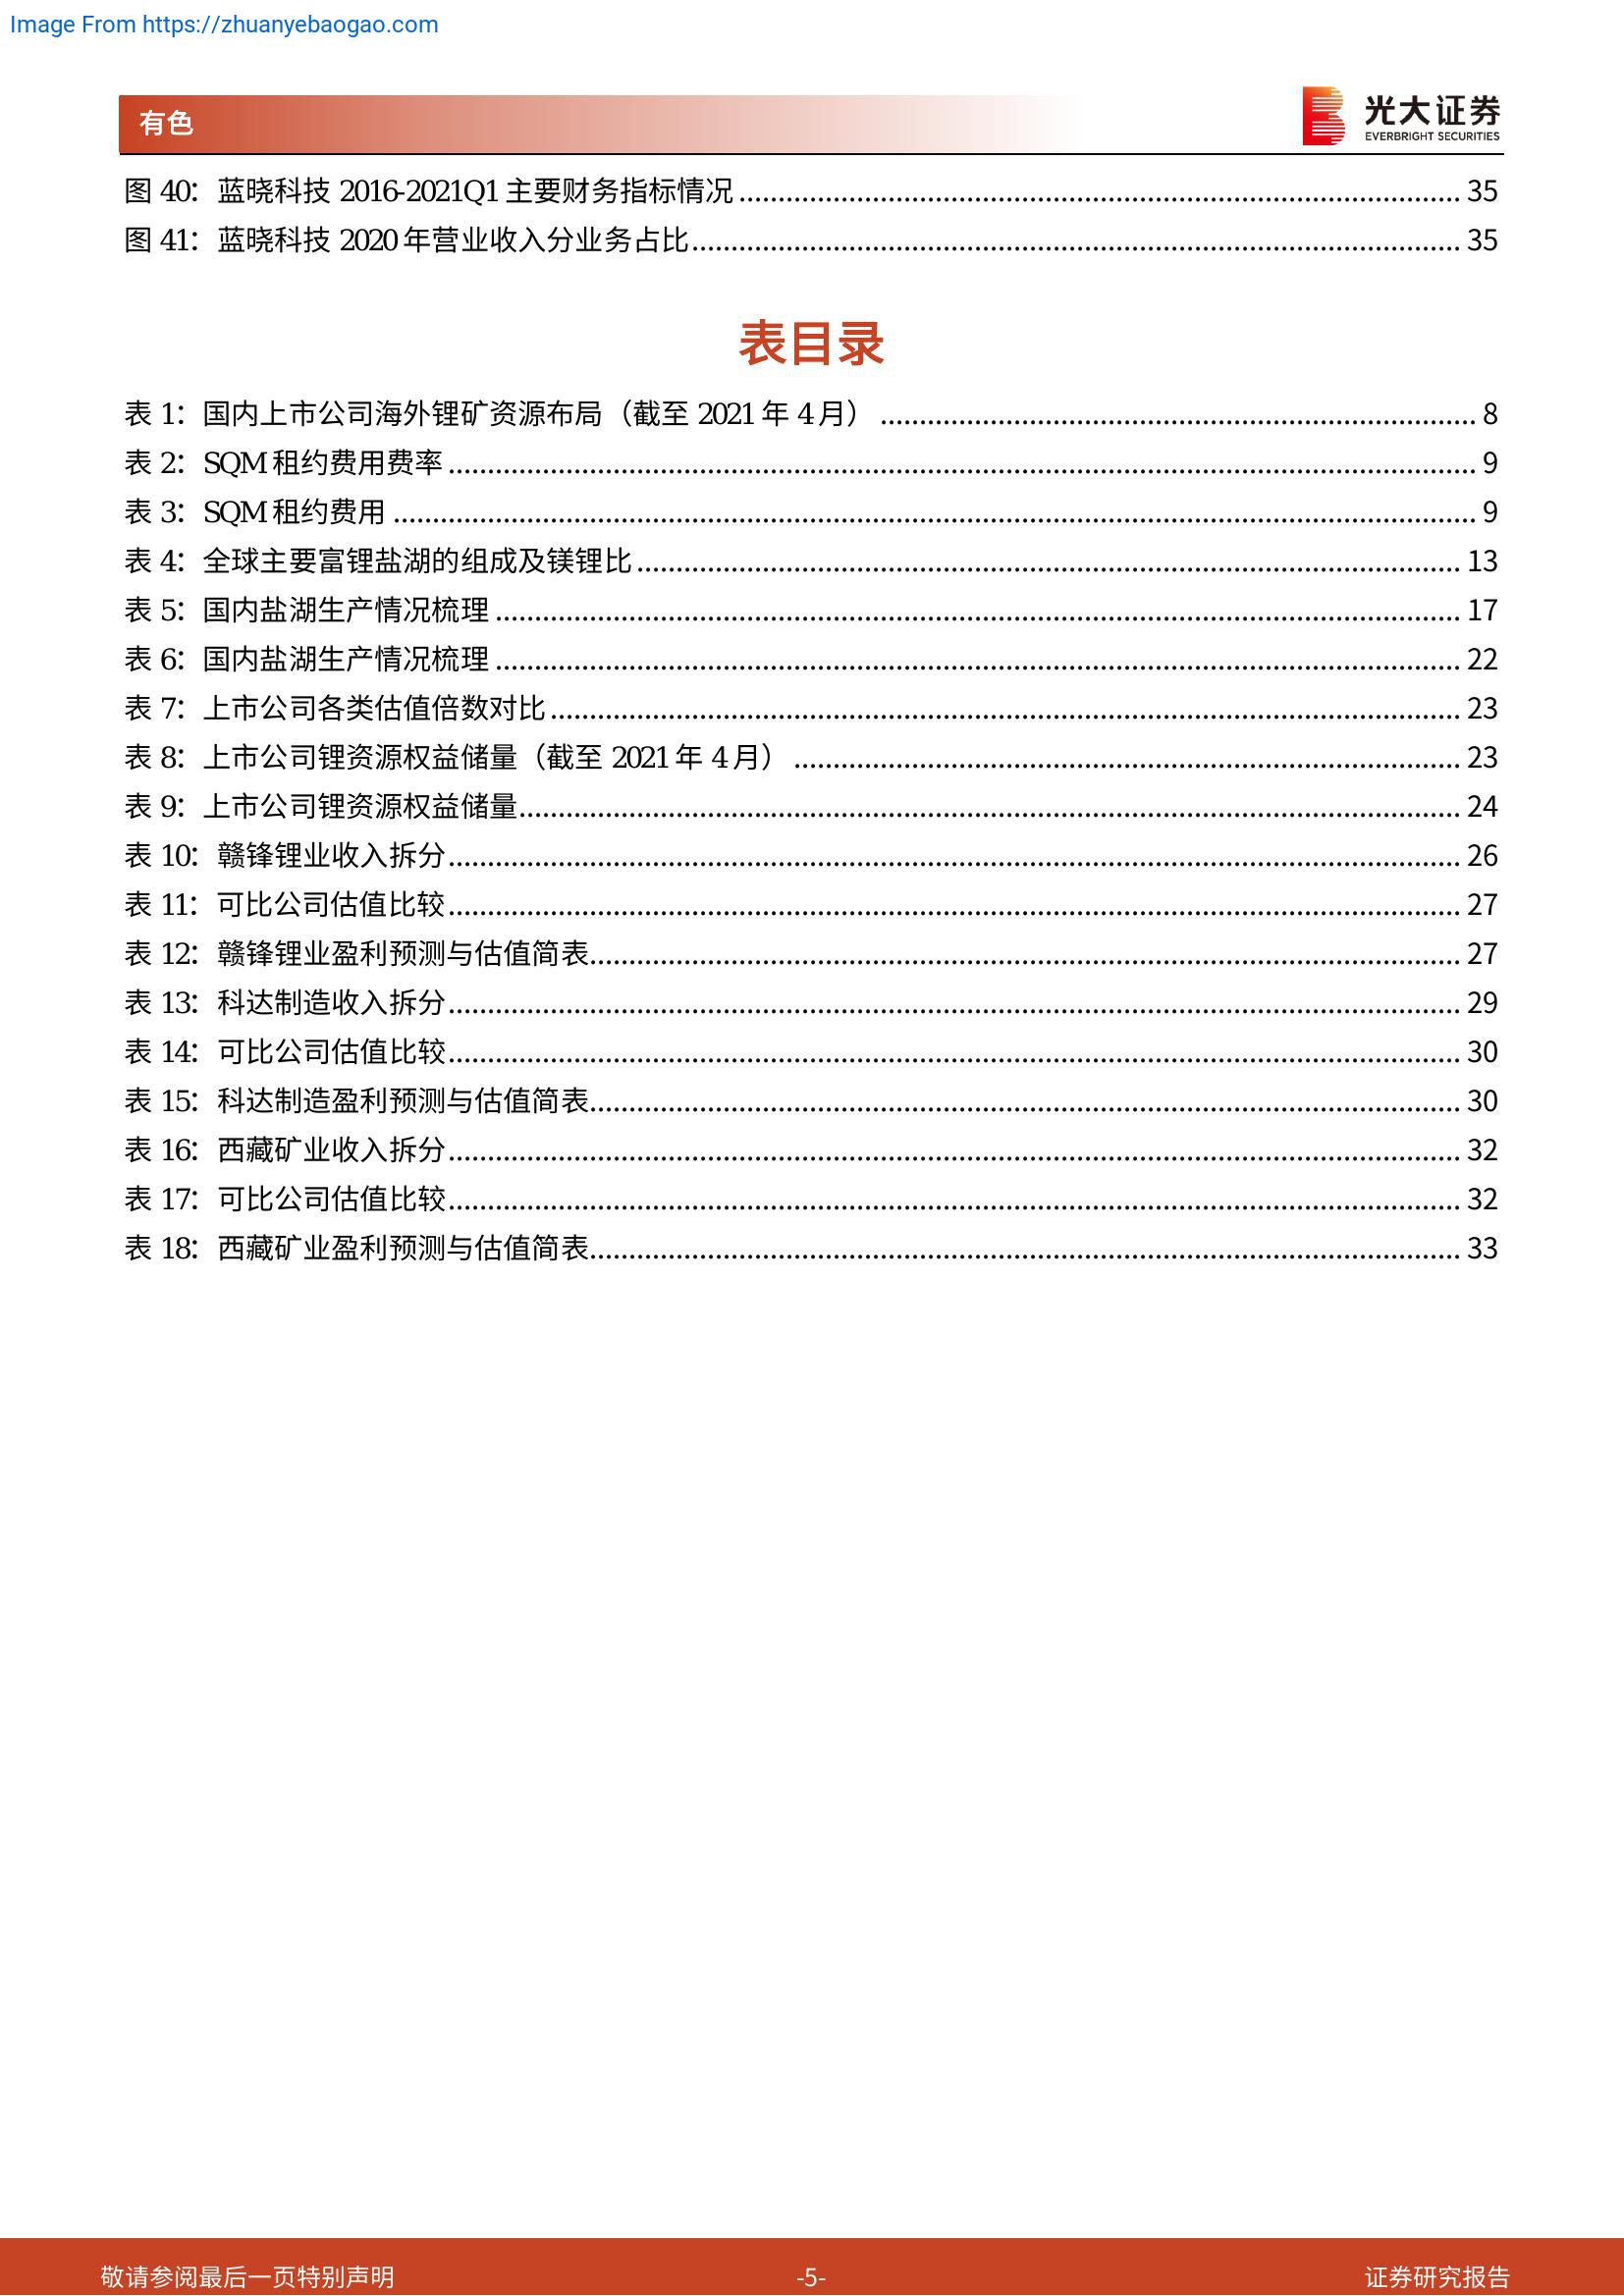 Image From https://zhuanyebaogao.com
有色
光大证券
EVERBRIGHT SECURITIES
图 40：蓝晓科技 2016-2021Q1 主要财务指标情况 35
图 41：蓝晓科技 2020 年营业收入分业务占比 35
表目录
表 1：国内上市公司海外锂矿资源布局（截至 2021 年 4 月） 8
表 2：SQM 租约费用费率 9
表 3：SQM 租约费用 9
表 4：全球主要富锂盐湖的组成及镁锂比 13
表 5：国内盐湖生产情况梳理 17
表 6：国内盐湖生产情况梳理 22
表 7：上市公司各类估值倍数对比 23
表 8：上市公司锂资源权益储量（截至 2021 年 4 月） 23
表 9：上市公司锂资源权益储量 24
表 10：赣锋锂业收入拆分 26
表 11：可比公司估值比较 27
表 12：赣锋锂业盈利预测与估值简表 27
表 13：科达制造收入拆分 29
表 14：可比公司估值比较 30
表 15：科达制造盈利预测与估值简表 30
表 16：西藏矿业收入拆分 32
表 17：可比公司估值比较 32
表 18：西藏矿业盈利预测与估值简表 33
敬请参阅最后一页特别声明 -5- 证券研究报告